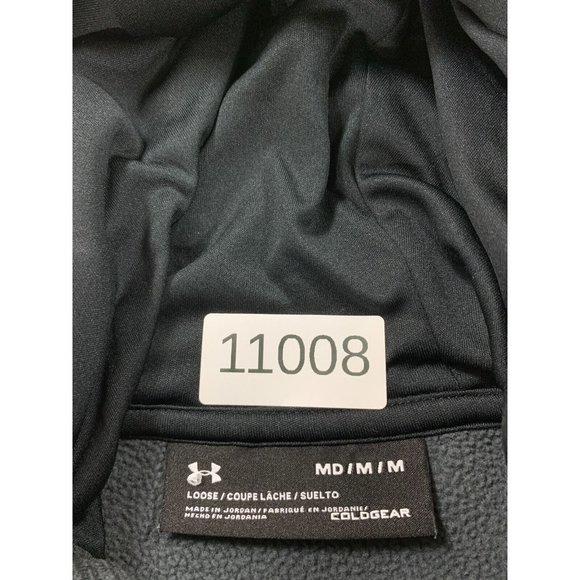 11008
MD / M / M
LOOSE / COUPE LÂCHE / SUELTO
MADE IN JORDAN / FABRIQUÉ EN JORDANIE/
HECHO EN JORDANIA
COLDGEAR